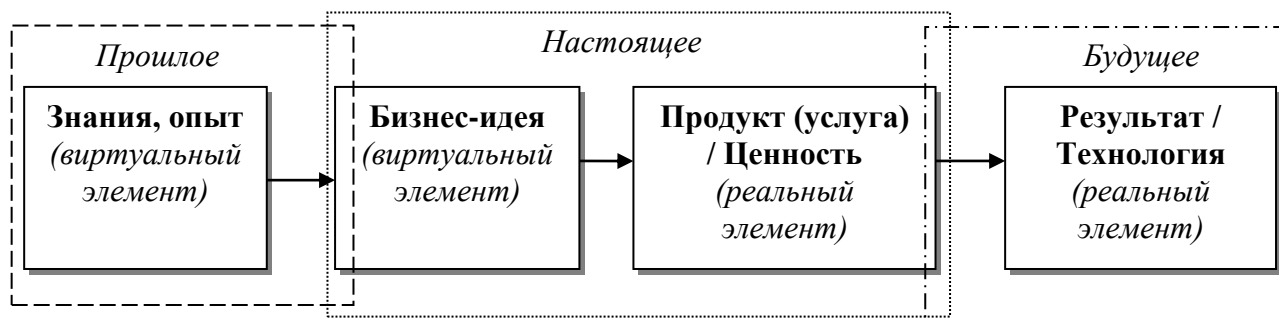 Прошлое
Настоящее
Будущее
Знания, опыт
(виртуальный
элемент)
Бизнес-идея
(виртуальный
элемент)
Продукт (услуга)
/ Ценность
(реальный
элемент)
Результат /
Технология
(реальный
элемент)